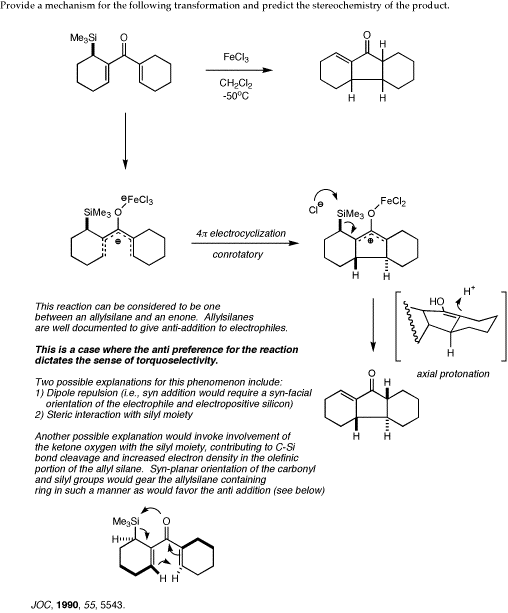 Provide a mechanism for the following transformation and predict the stereochemistry of the product.
Me3Si
O
FeCl3
CH2Cl2
-50°C
O
H
H
H
⊖
FeCl3
SiMe3
O
⊕
4π electrocyclization
conrotatory
Cl⊖
SiMe3
O
FeCl2
⊕
H
H
This reaction can be considered to be one
between an allylsilane and an enone. Allylsilanes
are well documented to give anti-addition to electrophiles.
This is a case where the anti preference for the reaction
dictates the sense of torquoselectivity.
Two possible explanations for this phenomenon include:
1) Dipole repulsion (i.e., syn addition would require a syn-facial
orientation of the electrophile and electropositive silicon)
2) Steric interaction with silyl moiety
Another possible explanation would invoke involvement of
the ketone oxygen with the silyl moiety, contributing to C-Si
bond cleavage and increased electron density in the olefinic
portion of the allyl silane. Syn-planar orientation of the carbonyl
and silyl groups would gear the allylsilane containing
ring in such a manner as would favor the anti addition (see below)
H+
HO
H
axial protonation
O
H
H
H
Me3Si
O
H
H
H
JOC, 1990, 55, 5543.